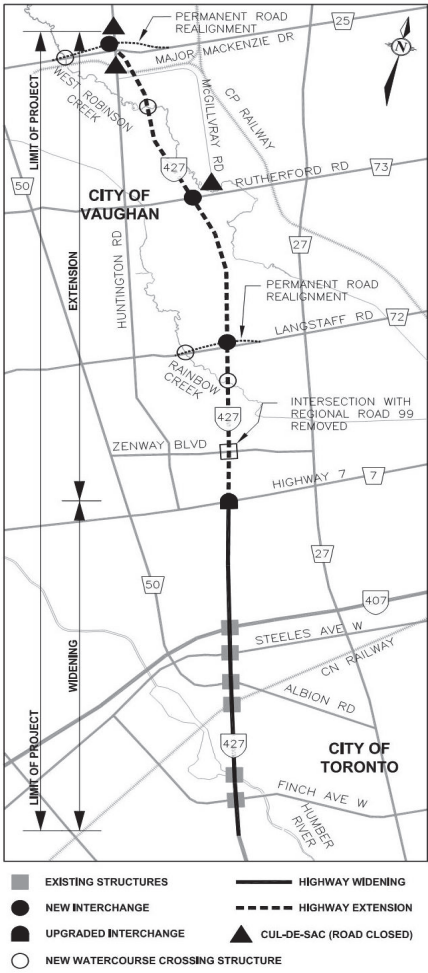 PERMANENT ROAD
REALIGNMENT
25
MAJOR MACKENZIE DR
N
WEST ROBINSON
CREEK
McGILLVRAY RD
CP RAILWAY
LIMIT OF PROJECT
427
RUTHERFORD RD
73
50
CITY OF
VAUGHAN
27
HUNTINGTON RD
EXTENSION
PERMANENT ROAD
REALIGNMENT
LANGSTAFF RD
72
RAINBOW
CREEK
INTERSECTION WITH
REGIONAL ROAD 99
REMOVED
427
ZENWAY BLVD
HIGHWAY 7
7
27
50
407
STEELES AVE W
CN RAILWAY
WIDENING
ALBION RD
427
CITY OF
TORONTO
LIMIT OF PROJECT
FINCH AVE W
HUMBER
RIVER
EXISTING STRUCTURES
HIGHWAY WIDENING
NEW INTERCHANGE
HIGHWAY EXTENSION
UPGRADED INTERCHANGE
CUL-DE-SAC (ROAD CLOSED)
NEW WATERCOURSE CROSSING STRUCTURE